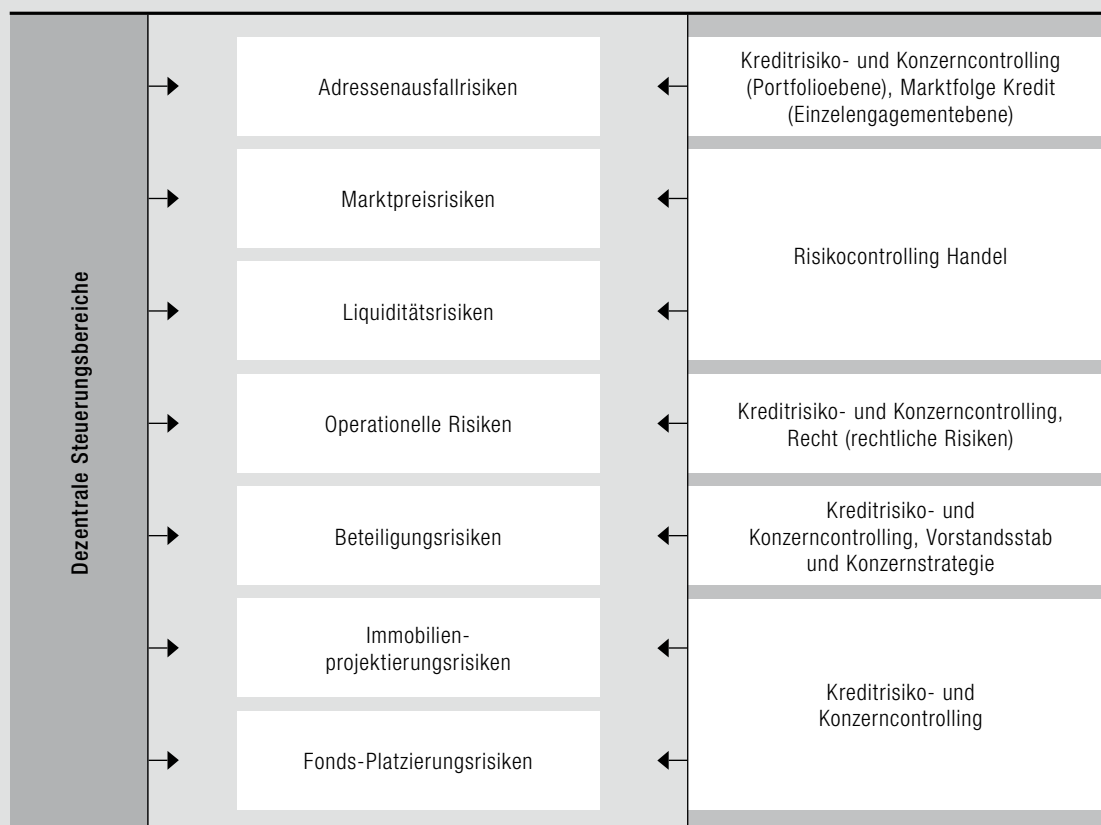 Dezentrale Steuerungsbereiche
Adressenausfallrisiken
Kreditrisiko- und Konzerncontrolling
(Portfolioebene), Marktfolge Kredit
(Einzelengagementebene)
Marktpreisrisiken
Liquiditätsrisiken
Risikocontrolling Handel
Operationelle Risiken
Kreditrisiko- und Konzerncontrolling,
Recht (rechtliche Risiken)
Beteiligungsrisiken
Kreditrisiko- und
Konzerncontrolling, Vorstandsstab
und Konzernstrategie
Immobilien-
projektierungsrisiken
Fonds-Platzierungsrisiken
Kreditrisiko- und
Konzerncontrolling